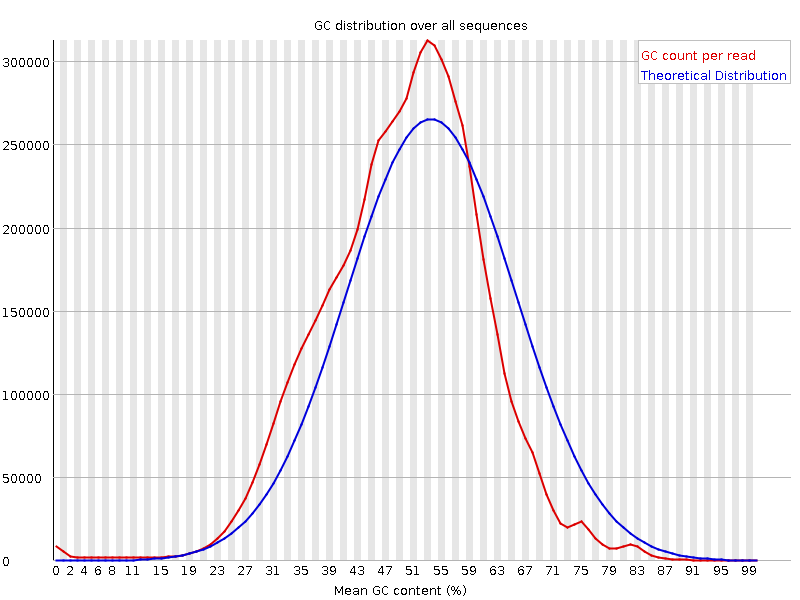 GC distribution over all sequences
GC count per read
Theoretical Distribution
300000
250000
200000
150000
100000
50000
0
0 2 4 6 8 11 15 19 23 27 31 35 39 43 47 51 55 59 63 67 71 75 79 83 87 91 95 99
Mean GC content (%)